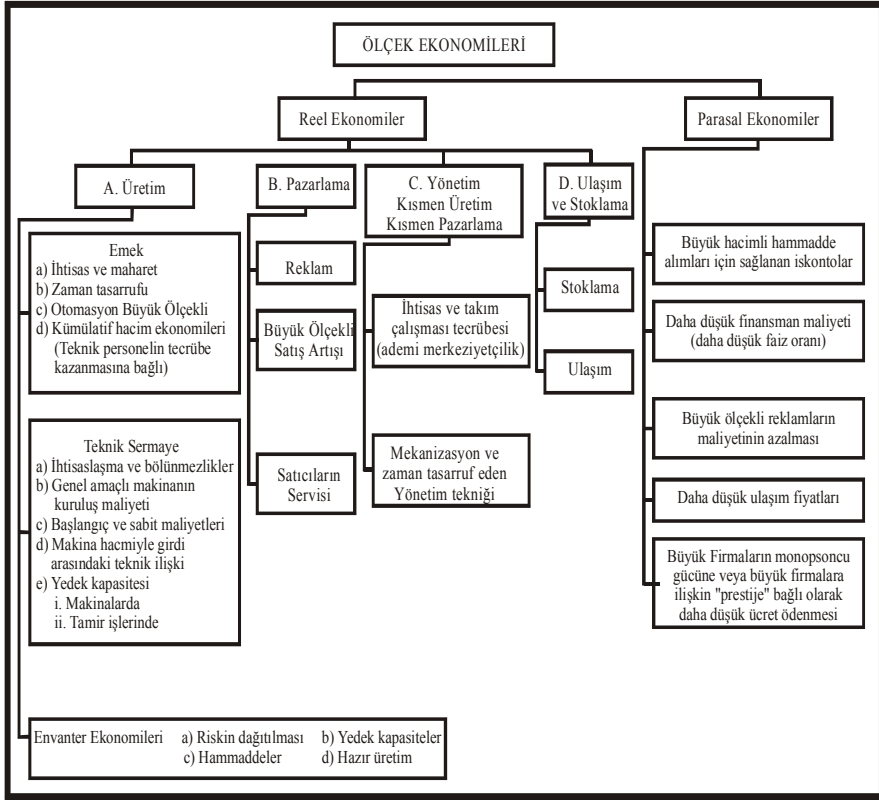 ÖLÇEK EKONOMİLERİ
Reel Ekonomiler
Parasal Ekonomiler
A. Üretim
B. Pazarlama
C. Yönetim
Kısmen Üretim
Kısmen Pazarlama
D. Ulaşım
ve Stoklama
Emek
a) İhtisas ve maharet
b) Zaman tasarrufu
c) Otomasyon Büyük Ölçekli
d) Kümülatif hacim ekonomileri
(Teknik personelin tecrübe
kazanmasına bağlı)
Teknik Sermaye
a) İhtisaslaşma ve bölünmezlikler
b) Genel amaçlı makinanın
kuruluş maliyeti
c) Başlangıç ve sabit maliyetleri
d) Makina hacmiyle girdi
arasındaki teknik ilişki
e) Yedek kapasitesi
i. Makinalarda
ii. Tamir işlerinde
Envanter Ekonomileri a) Riskin dağıtılması b) Yedek kapasiteler
c) Hammaddeler d) Hazır üretim
Reklam
Büyük Ölçekli
Satış Artışı
Satıcıların
Servisi
İhtisas ve takım
çalışması tecrübesi
(ademi merkeziyetçilik)
Mekanizasyon ve
zaman tasarruf eden
Yönetim tekniği
Stoklama
Ulaşım
Büyük hacimli hammadde
alımları için sağlanan iskontolar
Daha düşük finansman maliyeti
(daha düşük faiz oranı)
Büyük ölçekli reklamların
maliyetinin azalması
Daha düşük ulaşım fiyatları
Büyük Firmaların monopsoncu
gücüne veya büyük firmalara
ilişkin "prestije" bağlı olarak
daha düşük ücret ödenmesi